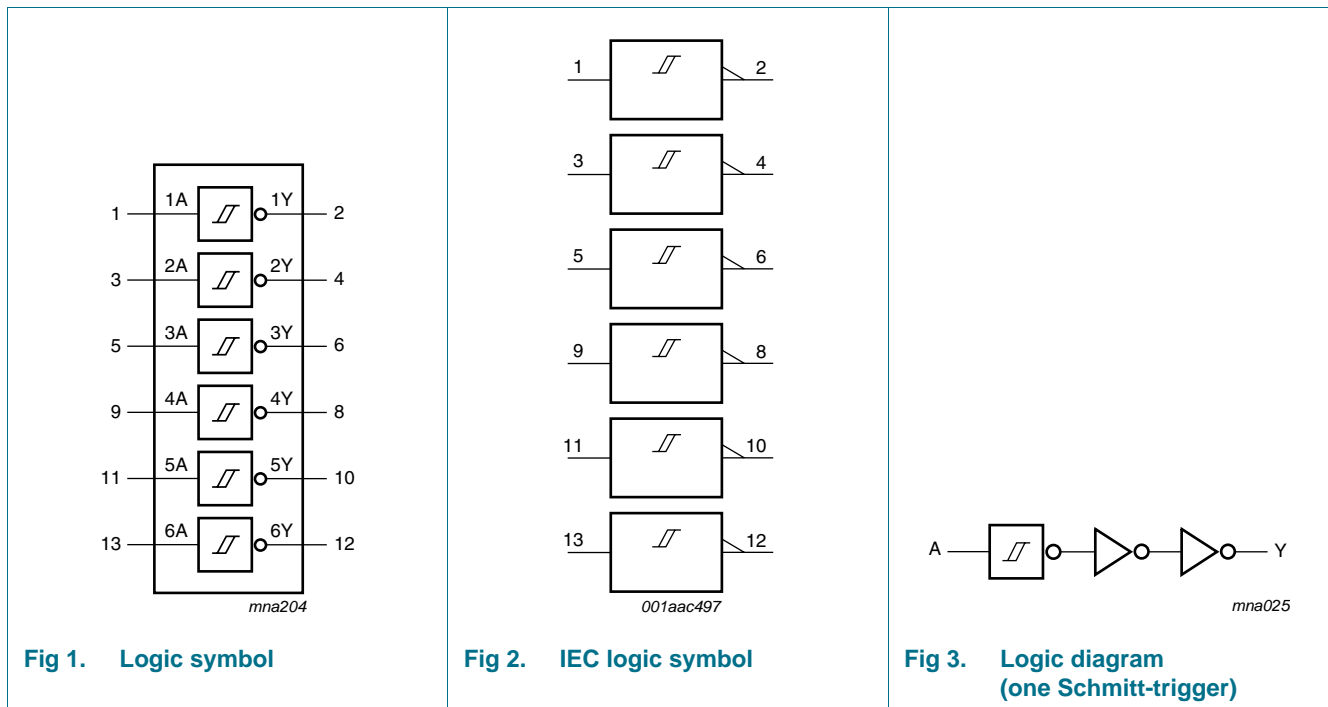 1 1A 1Y 2
3 2A 2Y 4
5 3A 3Y 6
9 4A 4Y 8
11 5A 5Y 10
13 6A 6Y 12
mna204
Fig 1. Logic symbol
1 2
3 4
5 6
9 8
11 10
13 12
001aac497
Fig 2. IEC logic symbol
A Y
mna025
Fig 3. Logic diagram
(one Schmitt-trigger)